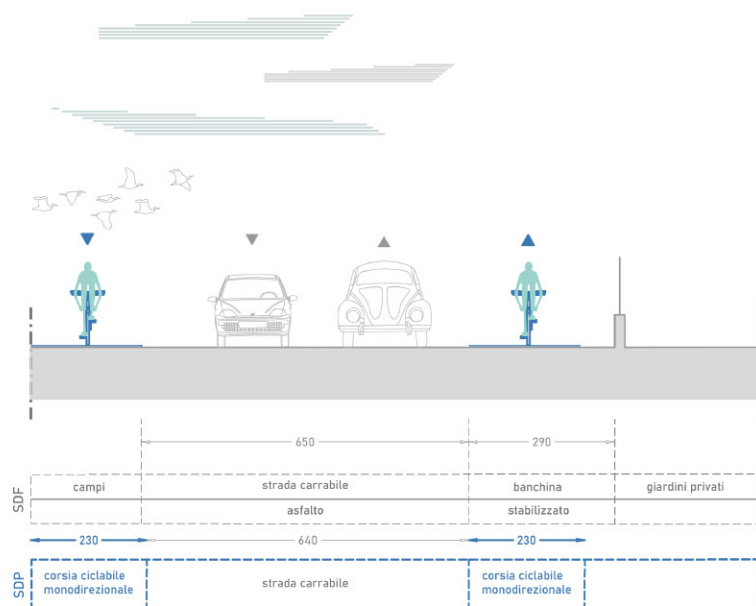 650
290
SDF
campi
strada carrabile
banchina
giardini privati
asfalto
stabilizzato
230
640
230
SDP
corsia ciclabile
monodirezionale
strada carrabile
corsia ciclabile
monodirezionale